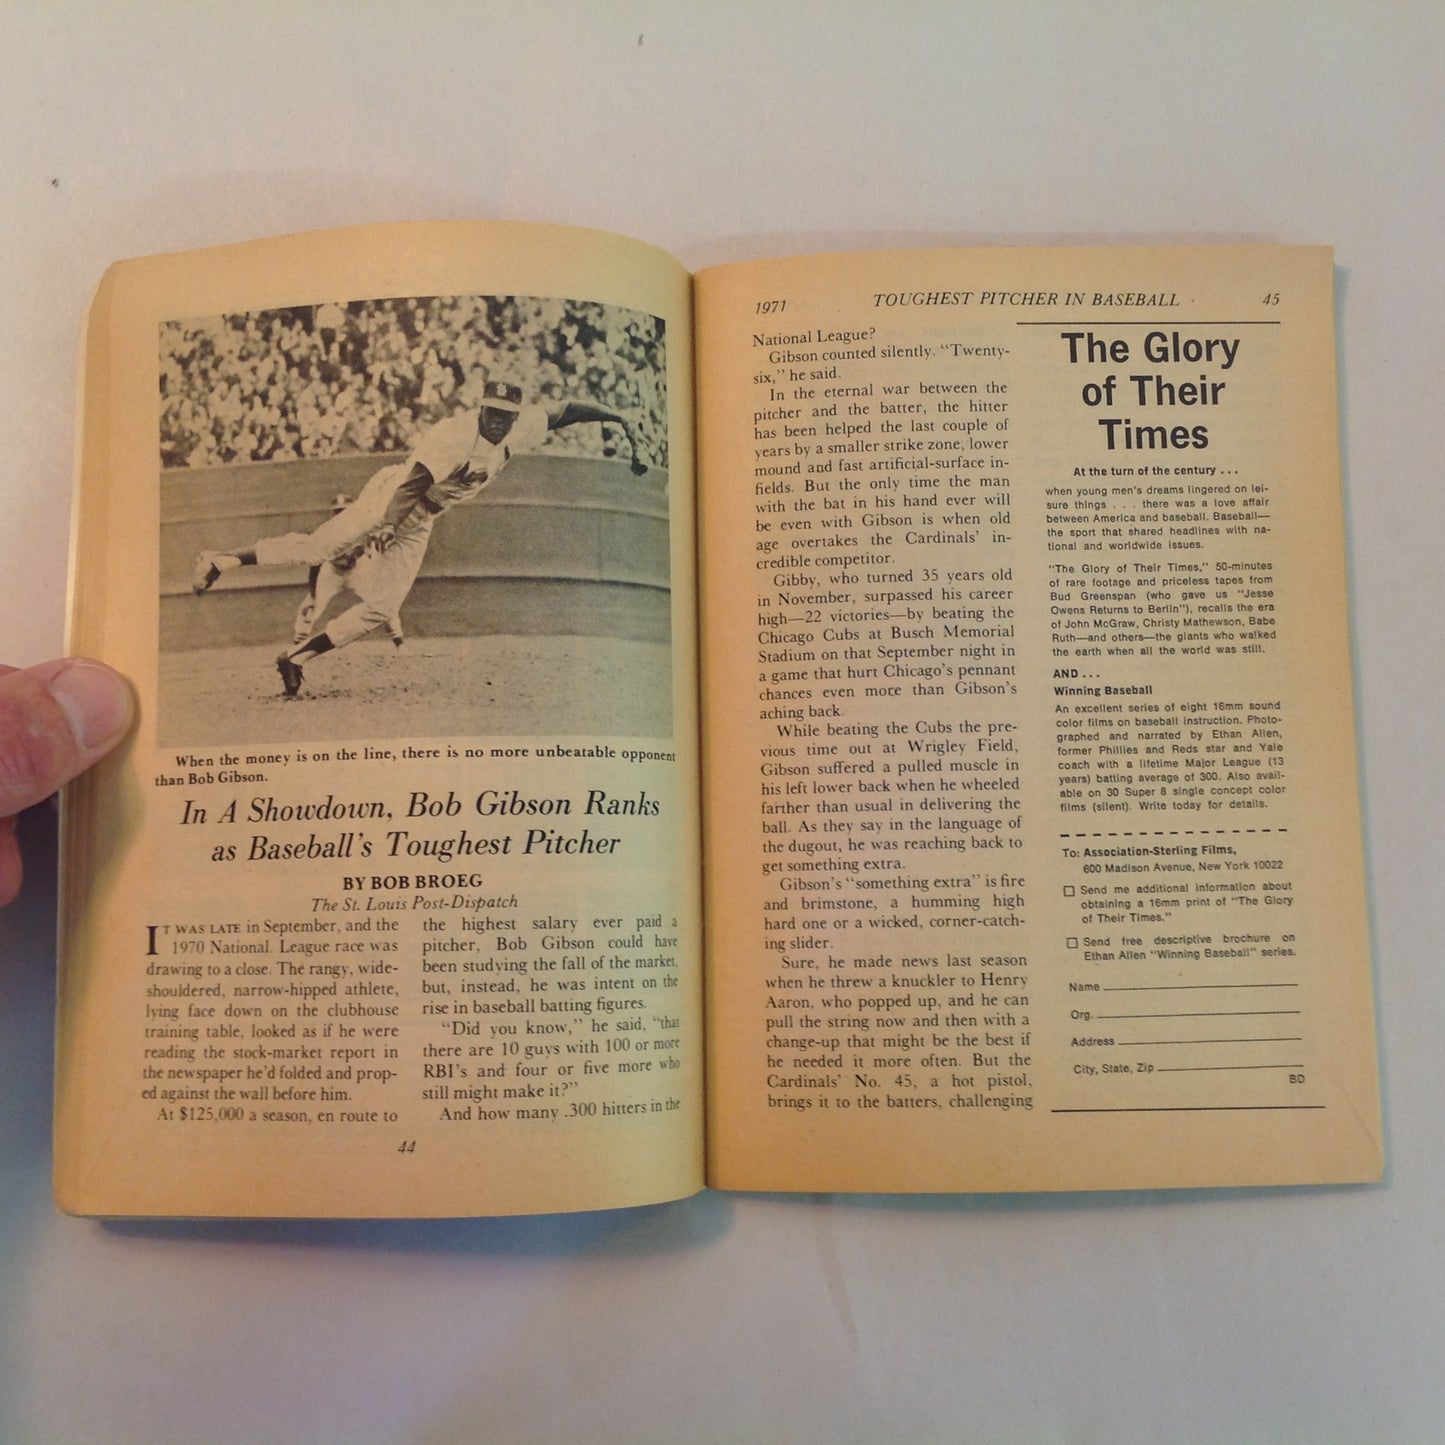 When the money is on the line, there is no more unbeatable opponent
than Bob Gibson.
In A Showdown, Bob Gibson Ranks
as Baseball's Toughest Pitcher
BY BOB BROEG
The St. Louis Post-Dispatch
IT WAS LATE in September, and the
1970 National League race was
drawing to a close. The rangy, wide-
shouldered, narrow-hipped athlete,
lying face down on the clubhouse
training table, looked as if he were
reading the stock-market report in
the newspaper he'd folded and prop-
ed against the wall before him.
At $125,000 a season, en route to
the highest salary ever paid a
pitcher, Bob Gibson could have
been studying the fall of the market,
but, instead, he was intent on the
rise in baseball batting figures.
"Did you know," he said, "that
there are 10 guys with 100 or more
RBI's and four or five more who
still might make it?"
And how many .300 hitters in the
44
1971 TOUGHEST PITCHER IN BASEBALL 45
National League?
Gibson counted silently. "Twenty-
six," he said.
In the eternal war between the
pitcher and the batter, the hitter
has been helped the last couple of
years by a smaller strike zone, lower
mound and fast artificial-surface in-
fields. But the only time the man
with the bat in his hand ever will
be even with Gibson is when old
age overtakes the Cardinals' in-
credible competitor.
Gibby, who turned 35 years old
in November, surpassed his career
high—22 victories—by beating the
Chicago Cubs at Busch Memorial
Stadium on that September night in
a game that hurt Chicago's pennant
chances even more than Gibson's
aching back.
While beating the Cubs the pre-
vious time out at Wrigley Field,
Gibson suffered a pulled muscle in
his left lower back when he wheeled
farther than usual in delivering the
ball. As they say in the language of
the dugout, he was reaching back to
get something extra.
Gibson's "something extra" is fire
and brimstone, a humming high
hard one or a wicked, corner-catch-
ing slider.
Sure, he made news last season
when he threw a knuckler to Henry
Aaron, who popped up, and he can
pull the string now and then with a
change-up that might be the best if
he needed it more often. But the
Cardinals' No. 45, a hot pistol,
brings it to the batters, challenging
The Glory
of Their
Times
At the turn of the century . . .
when young men's dreams lingered on lei-
sure things . . . there was a love affair
between America and baseball. Baseball—
the sport that shared headlines with na-
tional and worldwide issues.
"The Glory of Their Times," 50-minutes
of rare footage and priceless tapes from
Bud Greenspan (who gave us "Jesse
Owens Returns to Berlin"), recalls the era
of John McGraw, Christy Mathewson, Babe
Ruth—and others—the giants who walked
the earth when all the world was still.
AND . . .
Winning Baseball
An excellent series of eight 16mm sound
color films on baseball instruction. Photo-
graphed and narrated by Ethan Allen,
former Phillies and Reds star and Yale
coach with a lifetime Major League (13
years) batting average of 300. Also avail-
able on 30 Super 8 single concept color
films (silent). Write today for details.
To: Association-Sterling Films,
600 Madison Avenue, New York 10022
Send me additional information about
obtaining a 16mm print of "The Glory
of Their Times."
Send free descriptive brochure on
Ethan Allen "Winning Baseball" series.
Name
Org.
Address
City, State, Zip
BD